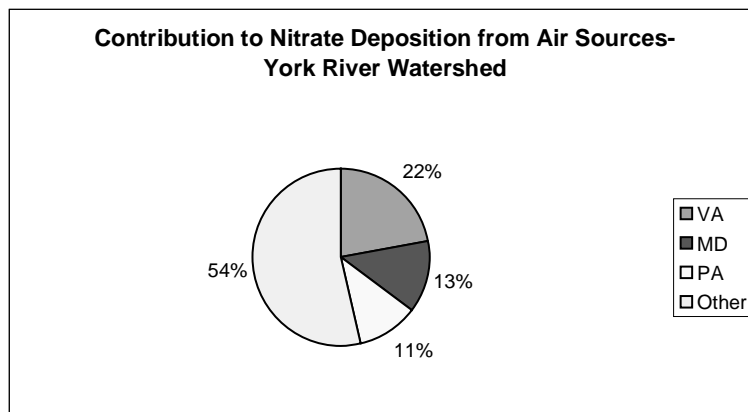 Contribution to Nitrate Deposition from Air Sources-
York River Watershed
22%
13%
11%
54%
VA
MD
PA
Other